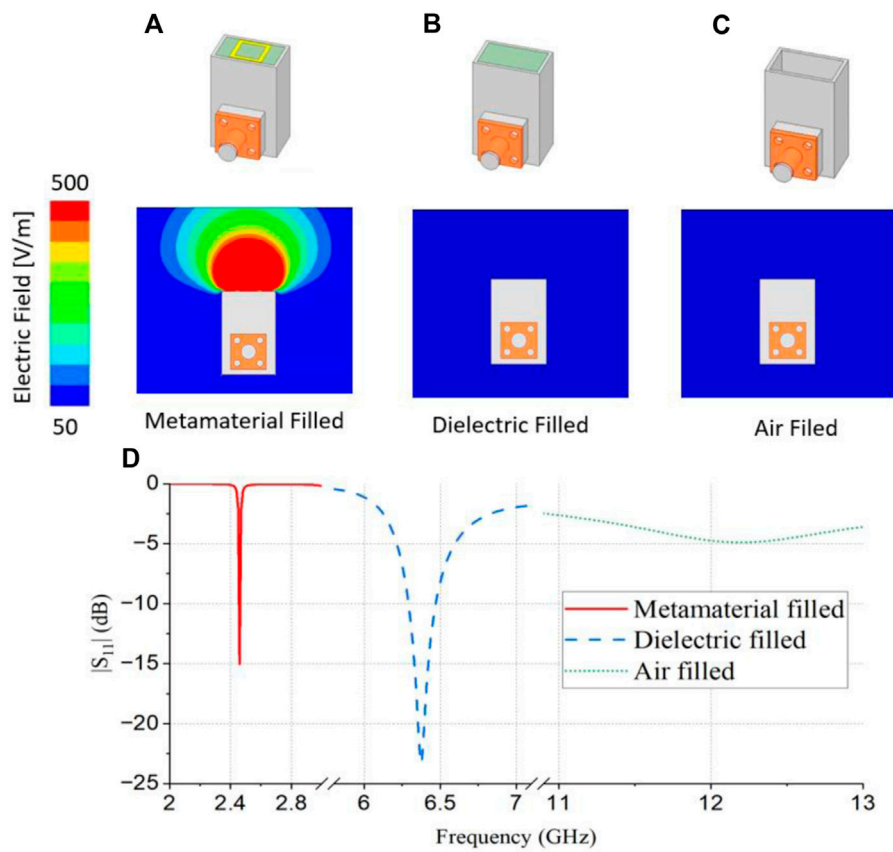 A
B
C
500
Electric Field [V/m]
50
Metamaterial Filled
Dielectric Filled
Air Filed
D
0
−5
−10
−15
−20
−25
|S₁₁| (dB)
Metamaterial filled
Dielectric filled
Air filled
2 2.4 2.8 6 6.5 7 11 12 13
Frequency (GHz)